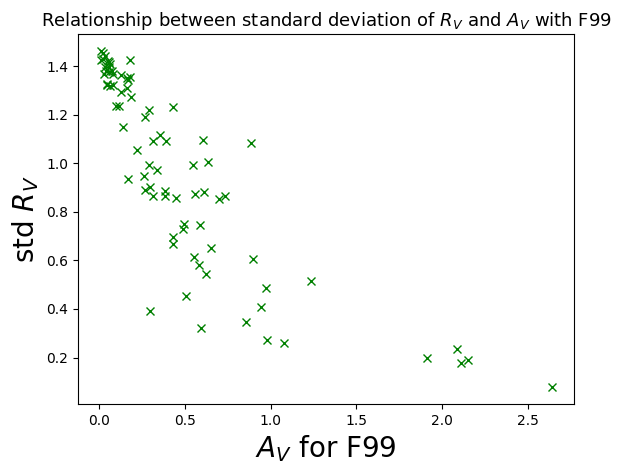 Relationship between standard deviation of R_V and A_V with F99
std R_V
1.4
1.2
1.0
0.8
0.6
0.4
0.2
0.0 0.5 1.0 1.5 2.0 2.5
A_V for F99